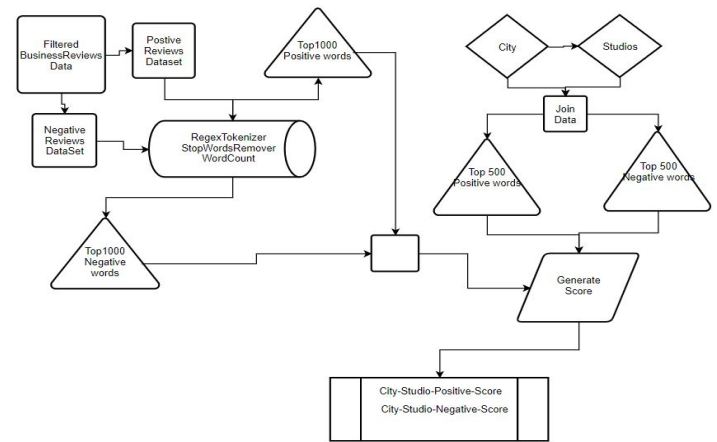 Filtered
BusinessReviews
Data
Postive
Reviews
Dataset
Top1000
Positive words
City
Studios
Negative
Reviews
DataSet
RegexTokenizer
StopWordsRemover
WordCount
Join
Data
Top 500
Positive words
Top 500
Negative words
Top1000
Negative
words
Generate
Score
City-Studio-Positive-Score
City-Studio-Negative-Score